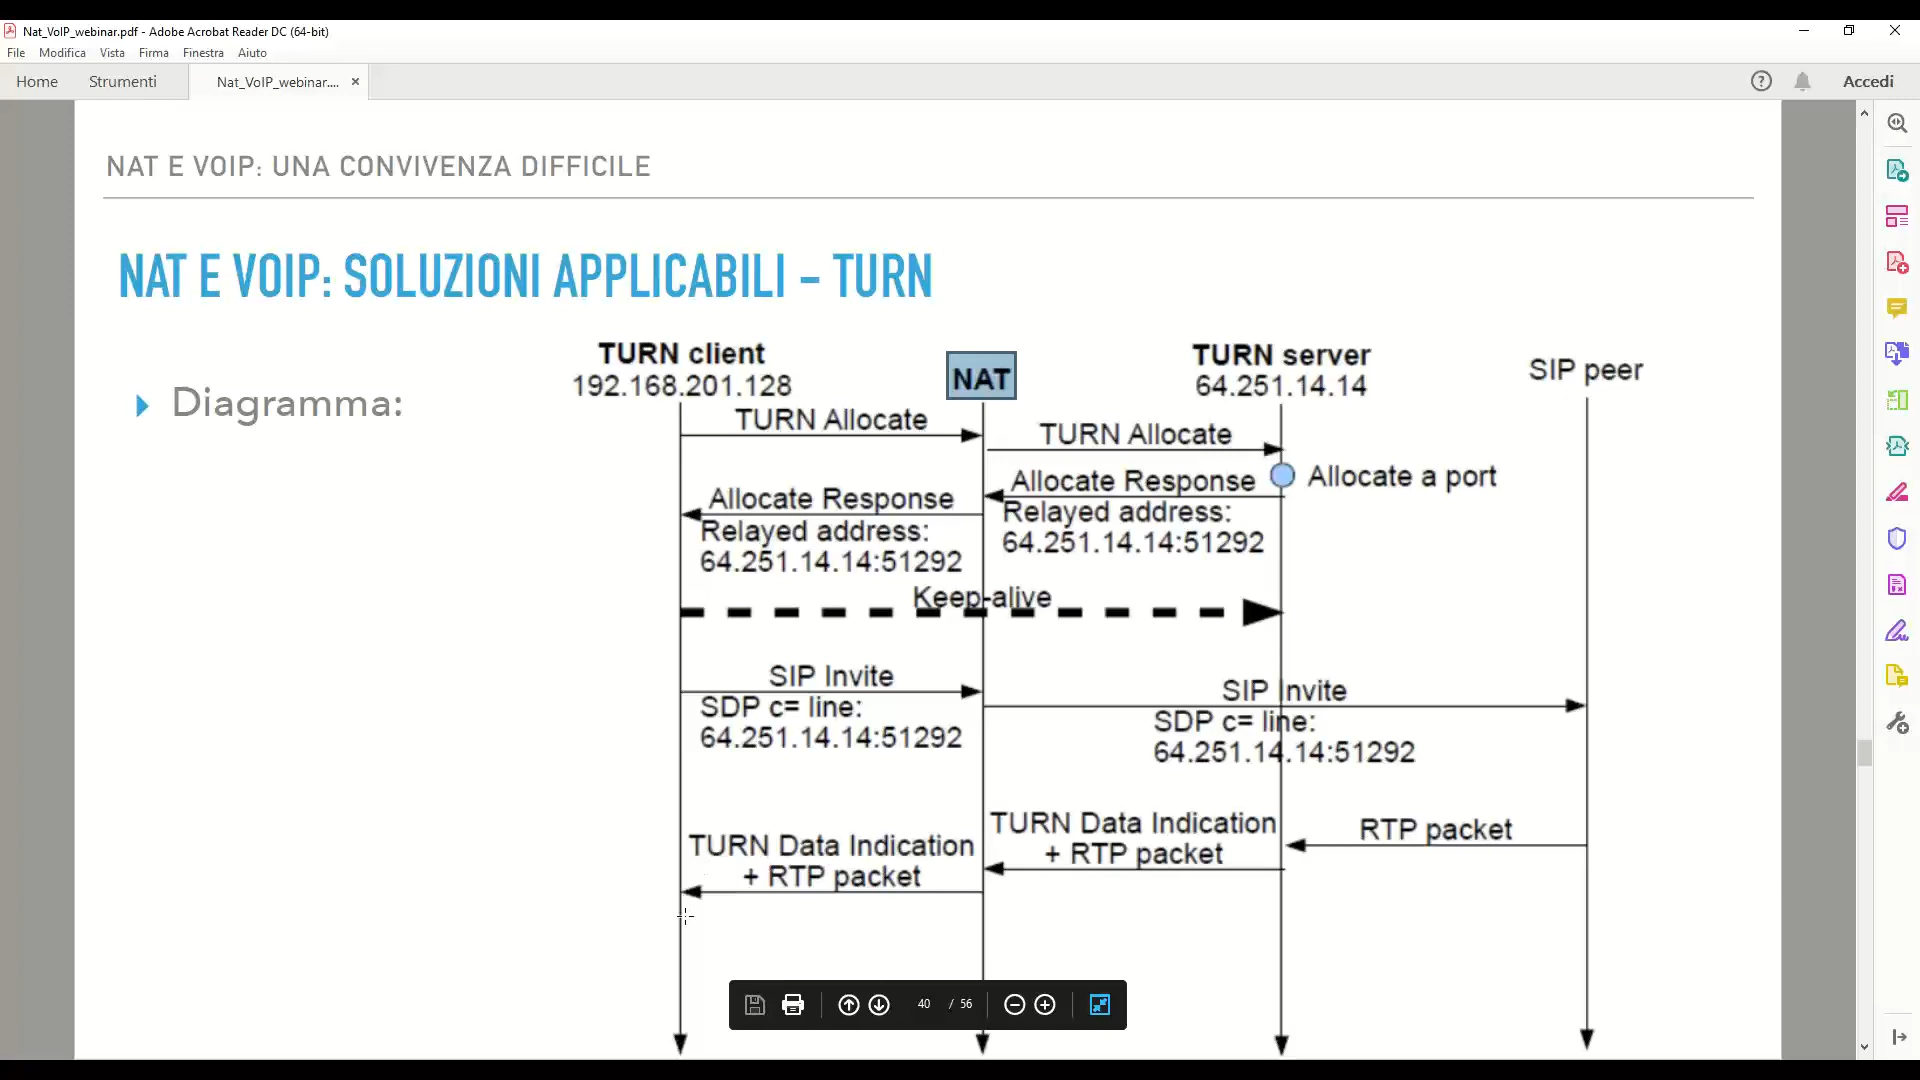 Nat_VoIP_webinar.pdf - Adobe Acrobat Reader DC (64-bit)
File Modifica Vista Firma Finestra Aiuto
Home Strumenti Nat_VoIP_webinar.... × Accedi
NAT E VOIP: UNA CONVIVENZA DIFFICILE
NAT E VOIP: SOLUZIONI APPLICABILI – TURN
Diagramma:
TURN client
192.168.201.128
NAT
TURN server
64.251.14.14
SIP peer
TURN Allocate
TURN Allocate
Allocate a port
Allocate Response
Relayed address:
64.251.14.14:51292
Allocate Response
Relayed address:
64.251.14.14:51292
Keep-alive
SIP Invite
SDP c= line:
64.251.14.14:51292
SIP Invite
SDP c= line:
64.251.14.14:51292
RTP packet
TURN Data Indication
+ RTP packet
TURN Data Indication
+ RTP packet
40 / 56